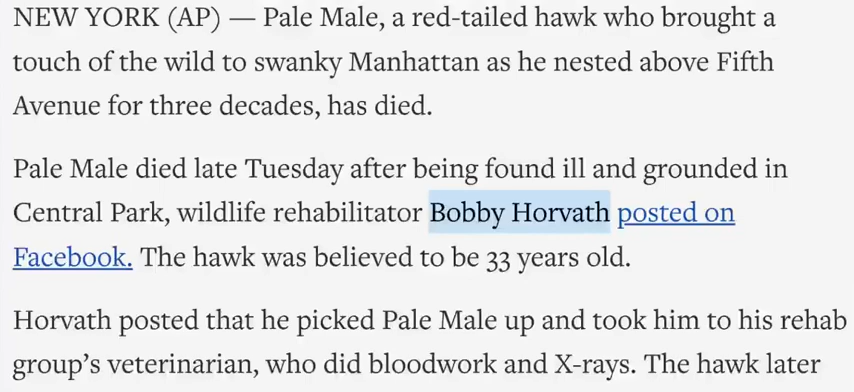 NEW YORK (AP) — Pale Male, a red-tailed hawk who brought a
touch of the wild to swanky Manhattan as he nested above Fifth
Avenue for three decades, has died.
Pale Male died late Tuesday after being found ill and grounded in
Central Park, wildlife rehabilitator Bobby Horvath posted on
Facebook. The hawk was believed to be 33 years old.
Horvath posted that he picked Pale Male up and took him to his rehab
group’s veterinarian, who did bloodwork and X-rays. The hawk later